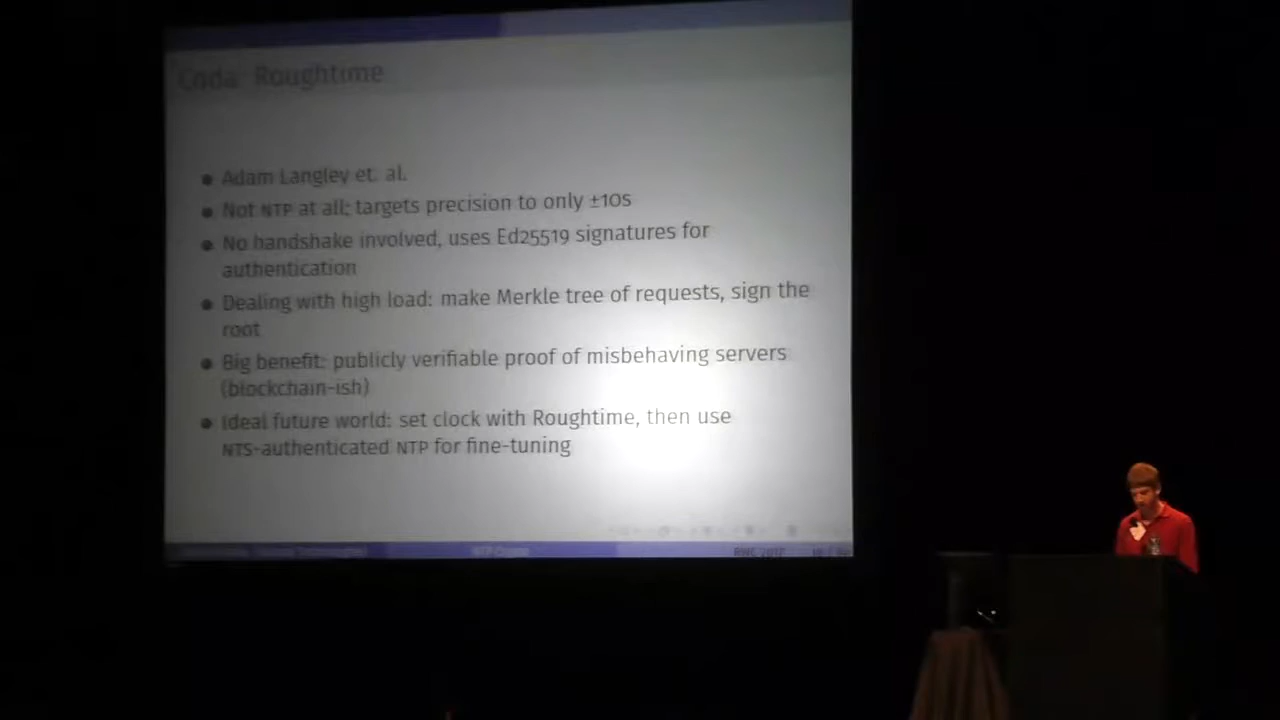 Coda: Roughtime
● Adam Langley et. al.
● Not NTP at all; targets precision to only ±10s
● No handshake involved, uses Ed25519 signatures for
authentication
● Dealing with high load: make Merkle tree of requests, sign the
root
● Big benefit: publicly verifiable proof of misbehaving servers
(blockchain-ish)
● Ideal future world: set clock with Roughtime, then use
NTS-authenticated NTP for fine-tuning
RWC 2017